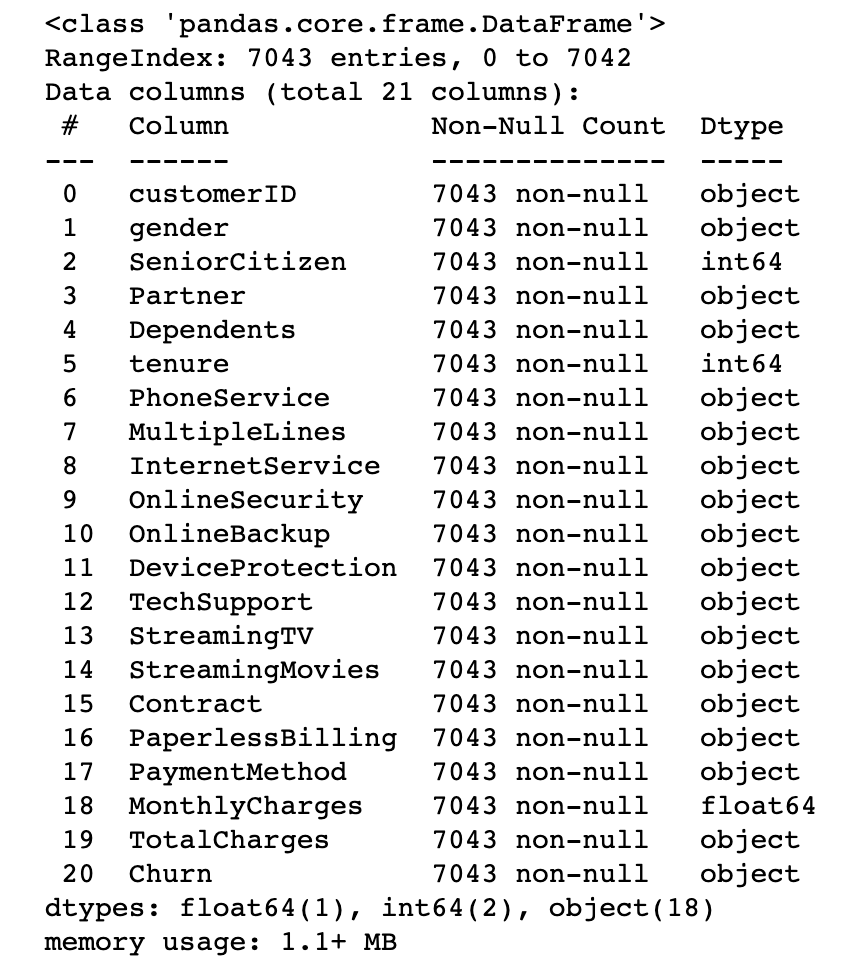 <class 'pandas.core.frame.DataFrame'>
RangeIndex: 7043 entries, 0 to 7042
Data columns (total 21 columns):
 #   Column            Non-Null Count  Dtype
---  ------            --------------  -----
 0   customerID        7043 non-null   object
 1   gender            7043 non-null   object
 2   SeniorCitizen     7043 non-null   int64
 3   Partner           7043 non-null   object
 4   Dependents        7043 non-null   object
 5   tenure            7043 non-null   int64
 6   PhoneService      7043 non-null   object
 7   MultipleLines     7043 non-null   object
 8   InternetService   7043 non-null   object
 9   OnlineSecurity    7043 non-null   object
 10  OnlineBackup      7043 non-null   object
 11  DeviceProtection  7043 non-null   object
 12  TechSupport       7043 non-null   object
 13  StreamingTV       7043 non-null   object
 14  StreamingMovies   7043 non-null   object
 15  Contract          7043 non-null   object
 16  PaperlessBilling  7043 non-null   object
 17  PaymentMethod     7043 non-null   object
 18  MonthlyCharges    7043 non-null   float64
 19  TotalCharges      7043 non-null   object
 20  Churn             7043 non-null   object
dtypes: float64(1), int64(2), object(18)
memory usage: 1.1+ MB